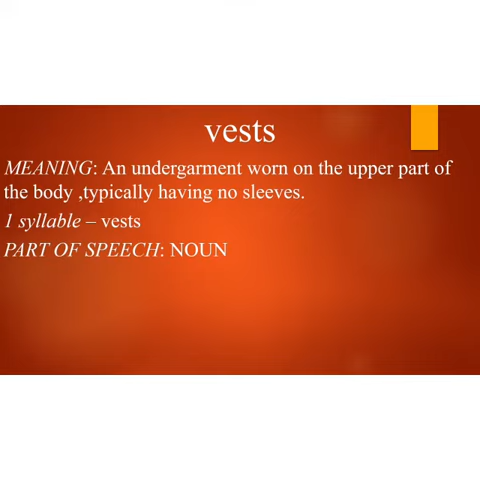 vests
MEANING: An undergarment worn on the upper part of
the body ,typically having no sleeves.
1 syllable – vests
PART OF SPEECH: NOUN